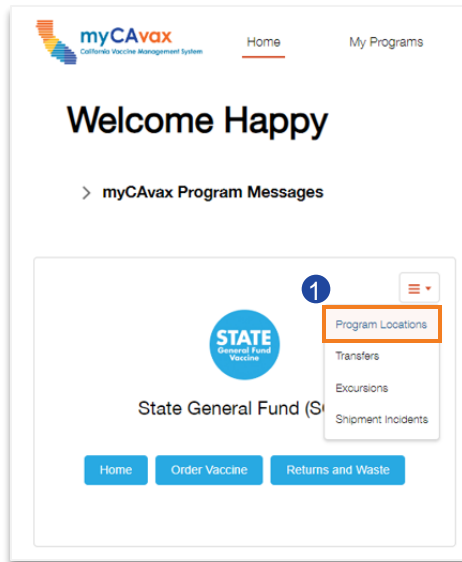 myCAvax
California Vaccine Management System
Home
My Programs
Welcome Happy
myCAvax Program Messages
1
Program Locations
STATE
General Fund
Vaccine
Transfers
Excursions
State General Fund (S
Shipment Incidents
Home
Order Vaccine
Returns and Waste